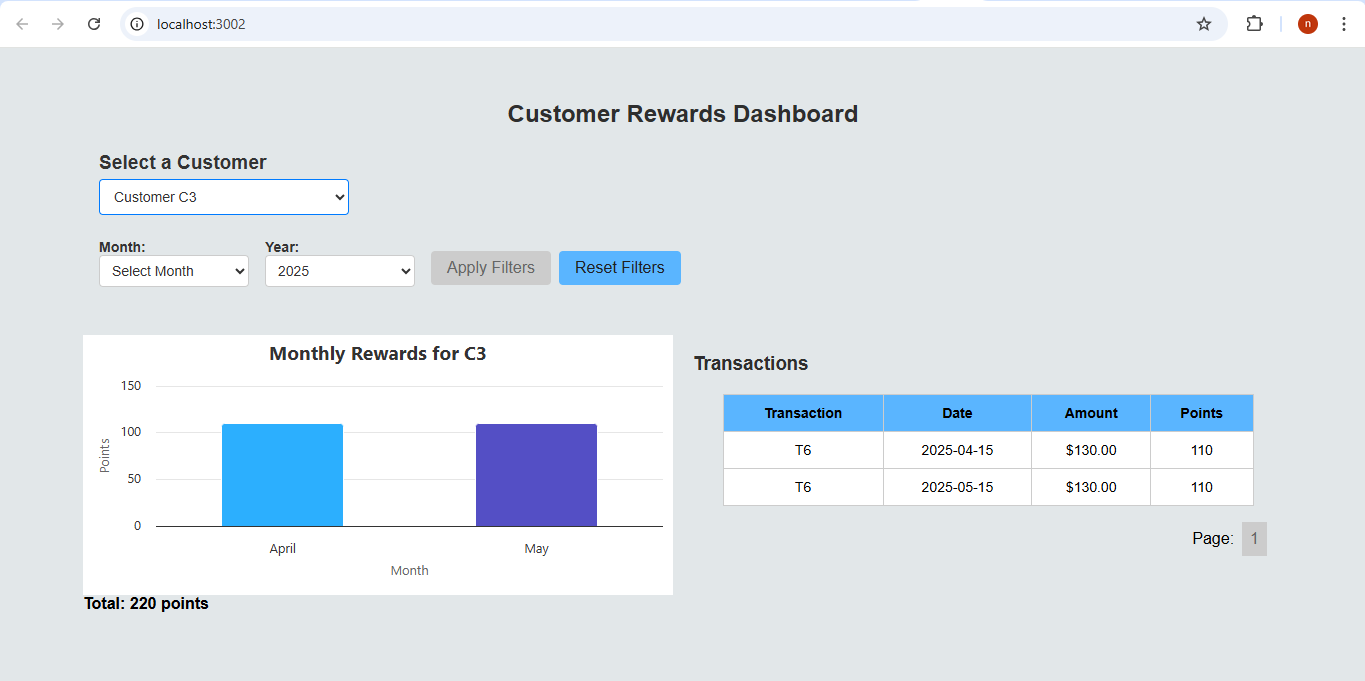 localhost:3002
n
Customer Rewards Dashboard
Select a Customer
Customer C3
Month:
Year:
Select Month
2025
Apply Filters
Reset Filters
Monthly Rewards for C3
150
100
50
0
Points
April
May
Month
Total: 220 points
Transactions
Transaction Date Amount Points
T6 2025-04-15 $130.00 110
T6 2025-05-15 $130.00 110
Page: 1